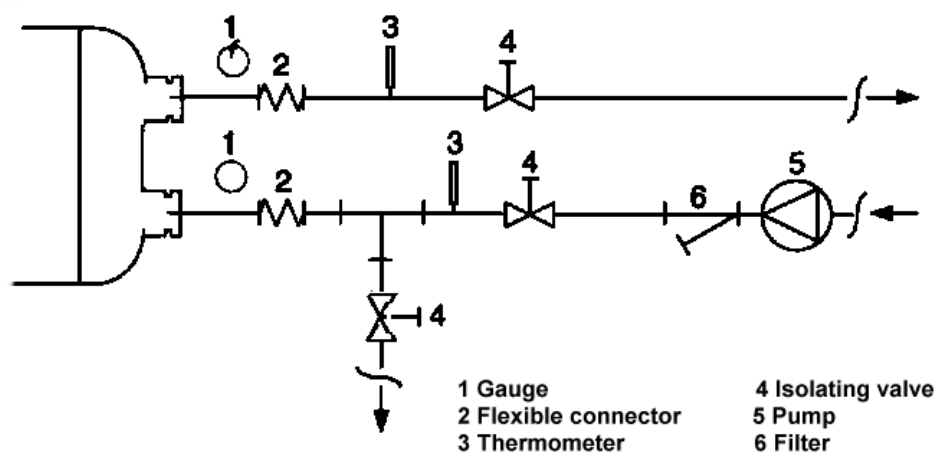 1
2
3
4
1
2
3
4
6
5
4
1 Gauge
4 Isolating valve
2 Flexible connector
5 Pump
3 Thermometer
6 Filter